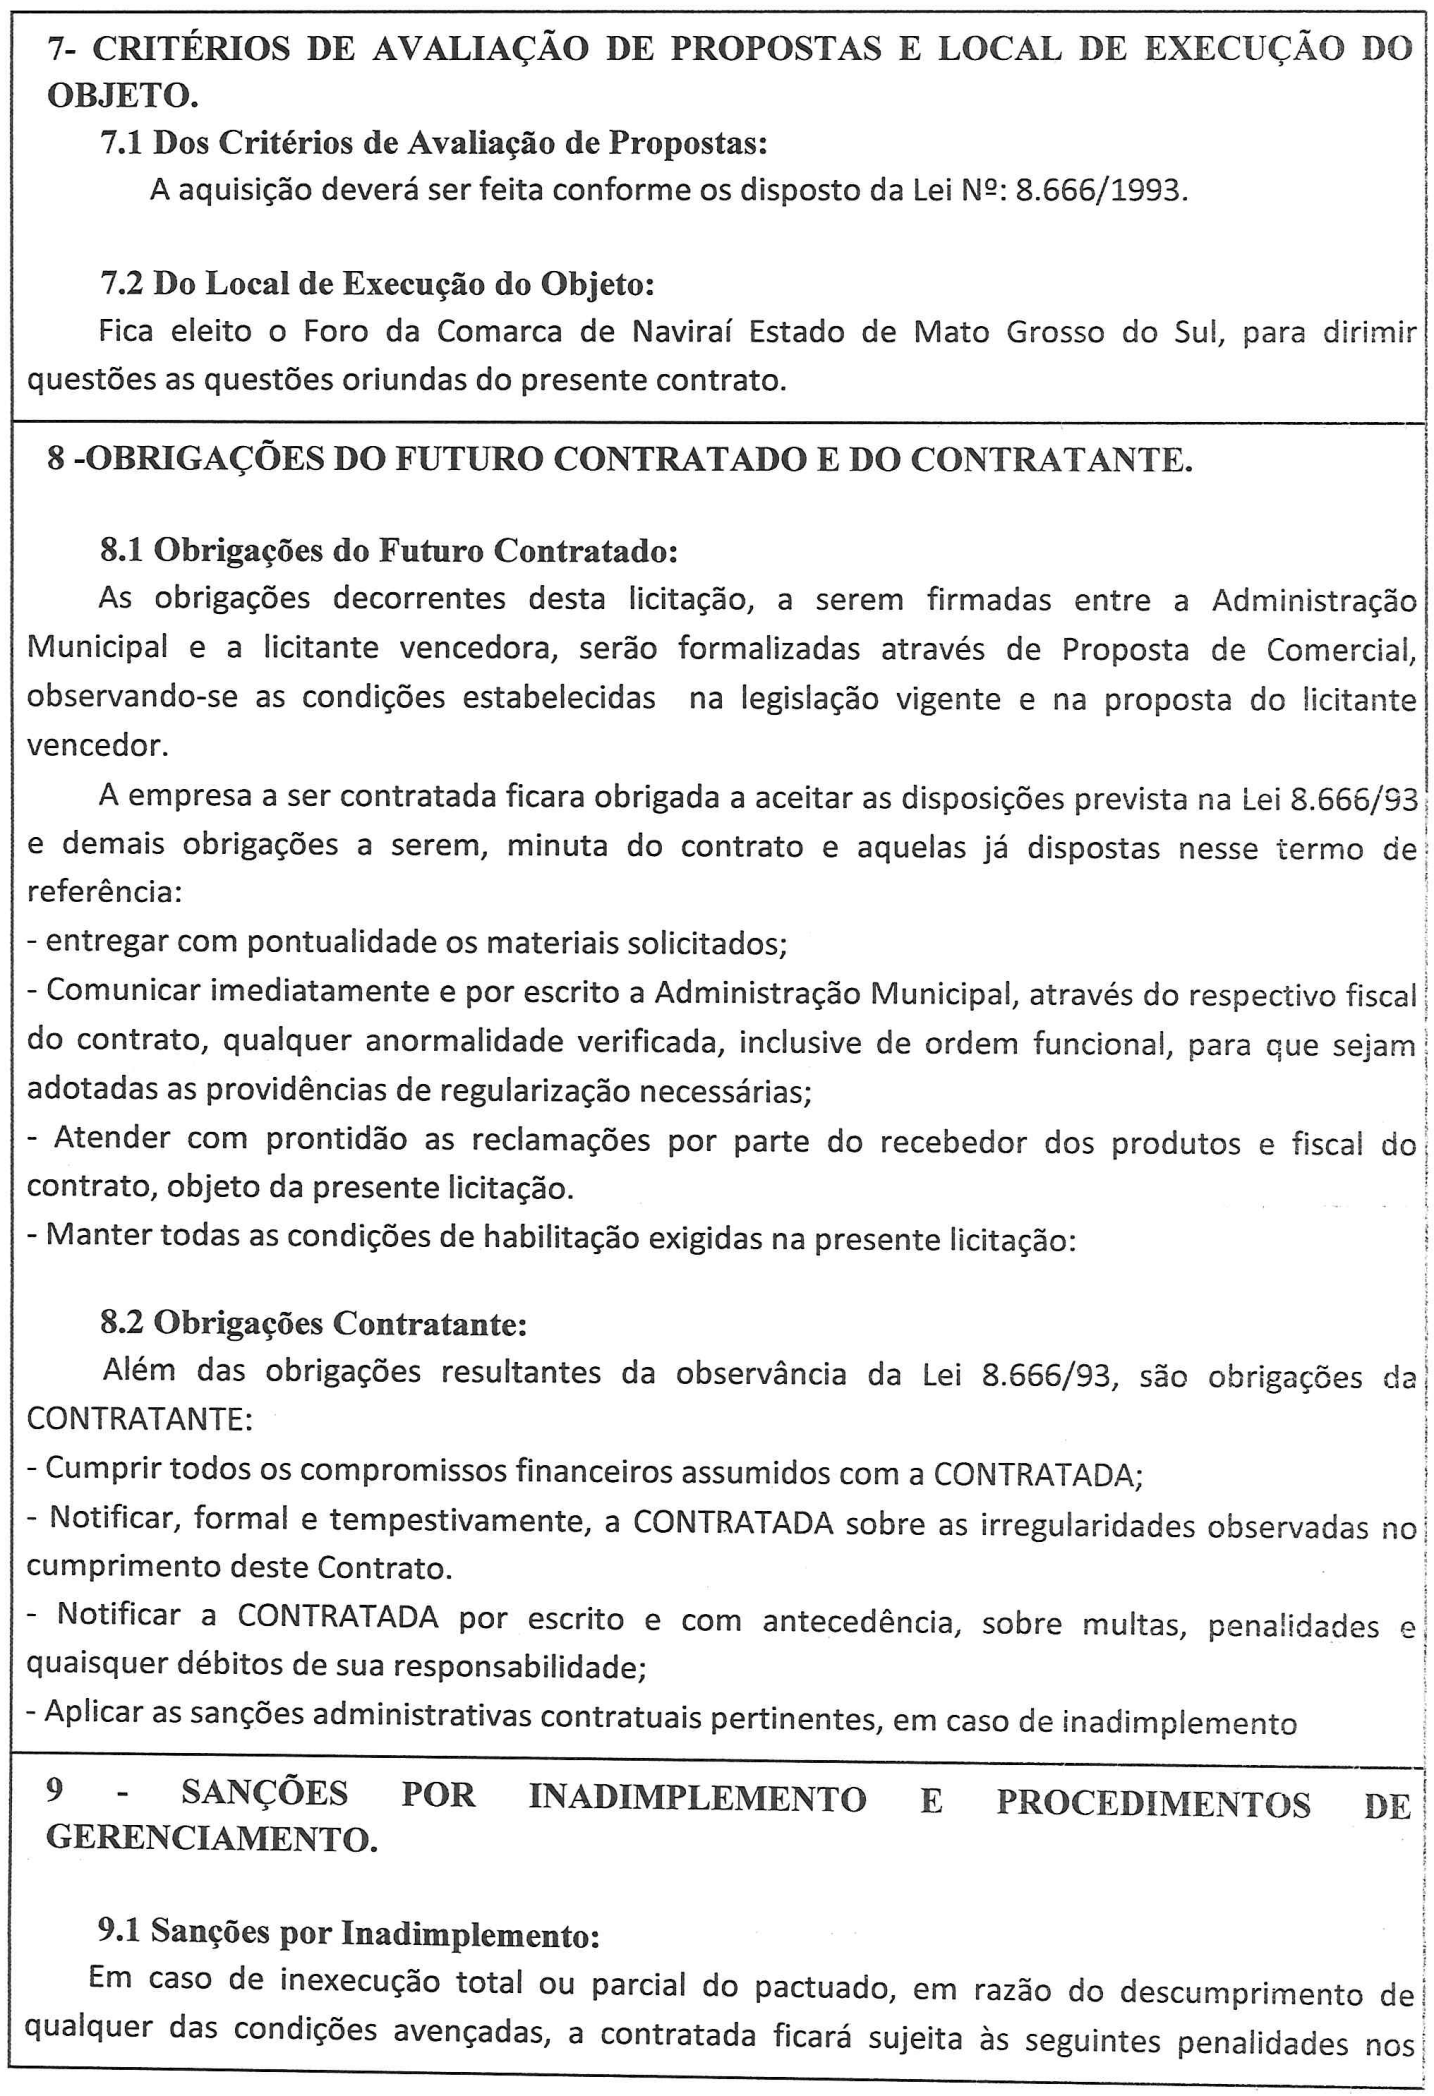 7- CRITÉRIOS DE AVALIAÇÃO DE PROPOSTAS E LOCAL DE EXECUÇÃO DO
OBJETO.
7.1 Dos Critérios de Avaliação de Propostas:
A aquisição deverá ser feita conforme os disposto da Lei Nº: 8.666/1993.
7.2 Do Local de Execução do Objeto:
Fica eleito o Foro da Comarca de Naviraí Estado de Mato Grosso do Sul, para dirimir
questões as questões oriundas do presente contrato.
8 -OBRIGAÇÕES DO FUTURO CONTRATADO E DO CONTRATANTE.
8.1 Obrigações do Futuro Contratado:
As obrigações decorrentes desta licitação, a serem firmadas entre a Administração
Municipal e a licitante vencedora, serão formalizadas através de Proposta de Comercial,
observando-se as condições estabelecidas na legislação vigente e na proposta do licitante
vencedor.
A empresa a ser contratada ficara obrigada a aceitar as disposições prevista na Lei 8.666/93
e demais obrigações a serem, minuta do contrato e aquelas já dispostas nesse termo de
referência:
- entregar com pontualidade os materiais solicitados;
- Comunicar imediatamente e por escrito a Administração Municipal, através do respectivo fiscal
do contrato, qualquer anormalidade verificada, inclusive de ordem funcional, para que sejam
adotadas as providências de regularização necessárias;
- Atender com prontidão as reclamações por parte do recebedor dos produtos e fiscal do
contrato, objeto da presente licitação.
- Manter todas as condições de habilitação exigidas na presente licitação:
8.2 Obrigações Contratante:
Além das obrigações resultantes da observância da Lei 8.666/93, são obrigações da
CONTRATANTE:
- Cumprir todos os compromissos financeiros assumidos com a CONTRATADA;
- Notificar, formal e tempestivamente, a CONTRATADA sobre as irregularidades observadas no
cumprimento deste Contrato.
- Notificar a CONTRATADA por escrito e com antecedência, sobre multas, penalidades e
quaisquer débitos de sua responsabilidade;
- Aplicar as sanções administrativas contratuais pertinentes, em caso de inadimplemento
9 - SANÇÕES POR INADIMPLEMENTO E PROCEDIMENTOS DE
GERENCIAMENTO.
9.1 Sanções por Inadimplemento:
Em caso de inexecução total ou parcial do pactuado, em razão do descumprimento de
qualquer das condições avençadas, a contratada ficará sujeita às seguintes penalidades nos